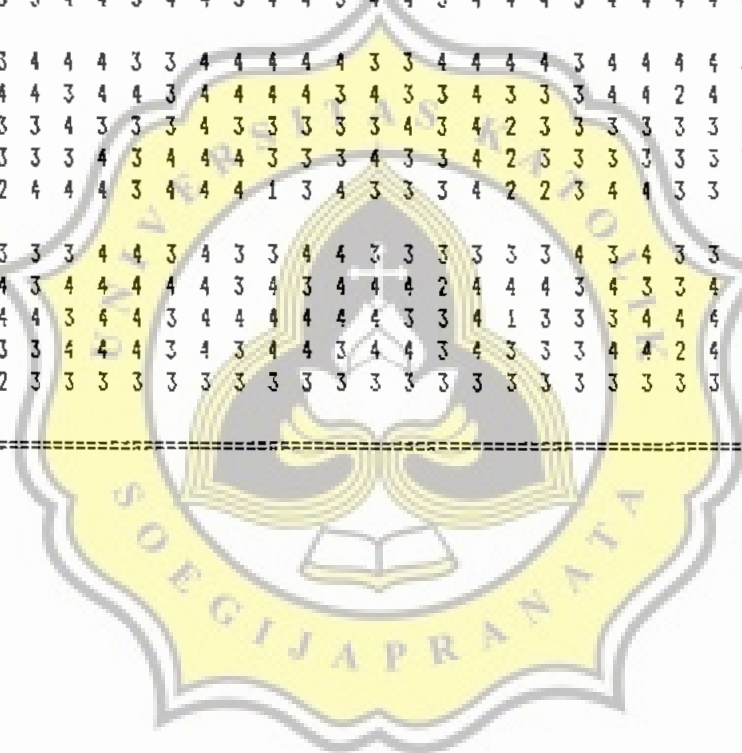 3 4 4 4 3 3 4 4 4 4 4 3 3 4 4 4 4 3 4 4 4 4
4 4 3 4 4 3 4 4 4 4 3 4 3 3 4 3 3 3 4 4 2 4
3 3 4 3 3 3 4 3 3 3 3 3 4 3 4 2 3 3 3 3 3 3
3 3 3 4 3 4 4 4 3 3 3 4 3 3 4 2 3 3 3 3 3 3
2 4 4 4 3 4 4 4 1 3 4 3 3 3 4 2 2 3 4 4 3 3
3 3 3 4 4 3 4 3 3 4 4 3 3 3 3 3 3 4 3 4 3 3
4 3 4 4 4 4 4 3 4 3 4 4 4 2 4 4 4 3 4 3 3 4
4 4 3 4 4 3 4 4 4 4 4 4 3 3 4 1 3 3 3 4 4 4
3 3 4 4 4 3 4 3 4 4 3 4 4 3 4 3 3 3 4 4 2 4
2 3 3 3 3 3 3 3 3 3 3 3 3 3 3 3 3 3 3 3 3 3
UNIVERSITAS KATOLIK
SOEGIJAPRANATA